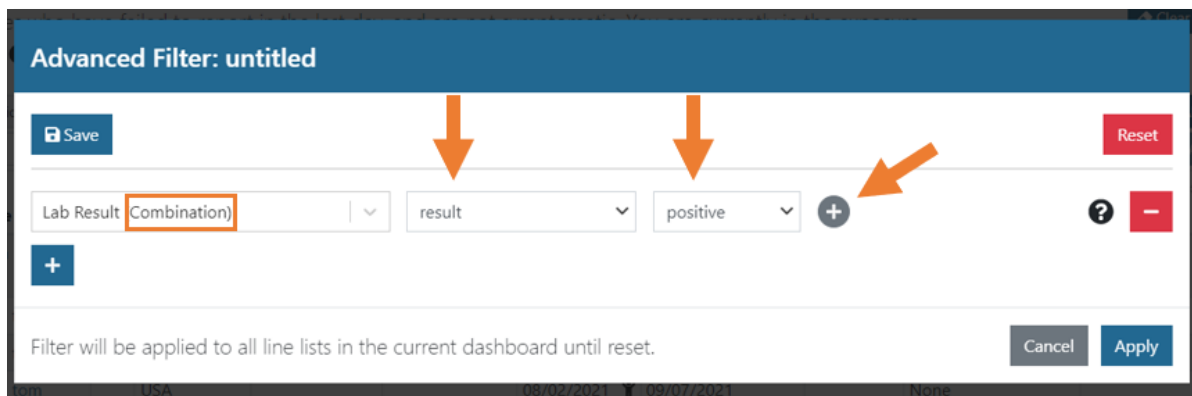 Advanced Filter: untitled
Save
Reset
Lab Result Combination)
result
positive
Filter will be applied to all line lists in the current dashboard until reset.
Cancel
Apply
tom USA 08/02/2021 09/07/2021 None